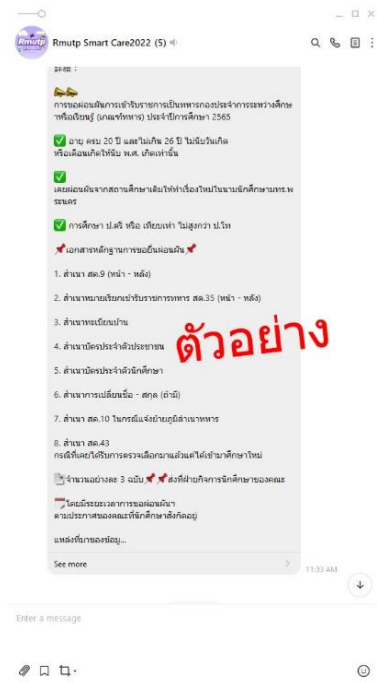 Rmutp Smart Care2022 (5)
การขอผ่อนผันการเข้ารับราชการเป็นทหารกองประจำการระหว่างศึกษ
าหรือเรียนรู้ (เกณฑ์ทหาร) ประจำปีการศึกษา 2565
อายุ ครบ 20 ปี และไม่เกิน 26 ปี ไม่นับวันเกิด
หรือเดือนเกิดให้นับ พ.ศ. เกิดเท่านั้น
เคยผ่อนผันจากสถานศึกษาเดิมให้ทำเรื่องใหม่ในนามนักศึกษามทร.พ
ระนคร
การศึกษา ป.ตรี หรือ เทียบเท่า ไม่สูงกว่า ป.โท
เอกสารหลักฐานการขอยื่นผ่อนผัน
1. สำเนา สด.9 (หน้า - หลัง)
2. สำเนาหมายเรียกเข้ารับราชการทหาร สด.35 (หน้า - หลัง)
3. สำเนาทะเบียนบ้าน
4. สำเนาบัตรประจำตัวประชาชน
ตัวอย่าง
5. สำเนาบัตรประจำตัวนักศึกษา
6. สำเนาการเปลี่ยนชื่อ - สกุล (ถ้ามี)
7. สำเนา สด.10 ในกรณีแจ้งย้ายภูมิลำเนาทหาร
8. สำเนา สด.43
กรณีที่เคยได้รับการตรวจเลือกมาแล้วแต่ได้เข้ามาศึกษาใหม่
จำนวนอย่างละ 3 ฉบับ ส่งที่ฝ่ายกิจการนักศึกษาของคณะ
โดยมีระยะเวลาการขอผ่อนผันฯ
ตามประกาศของคณะที่นักศึกษาสังกัดอยู่
แหล่งที่มาของข้อมู...
See more
11:33 AM
Enter a message